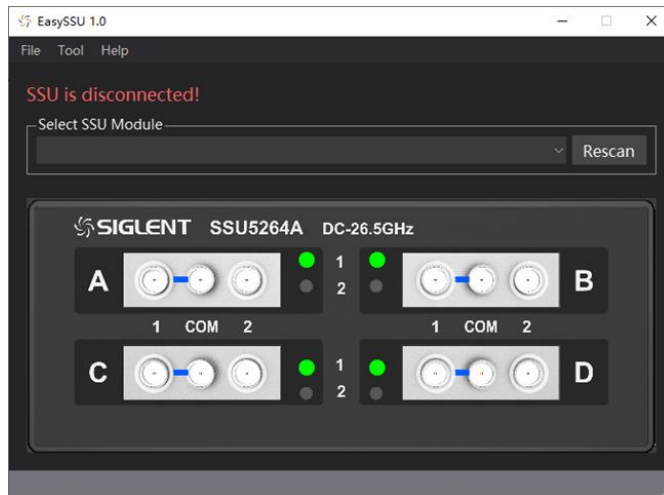 EasySSU 1.0
File Tool Help
SSU is disconnected!
Select SSU Module
Rescan
SIGLENT SSU5264A DC-26.5GHz
A 1 B
2
1 COM 2 1 COM 2
C 1 D
2